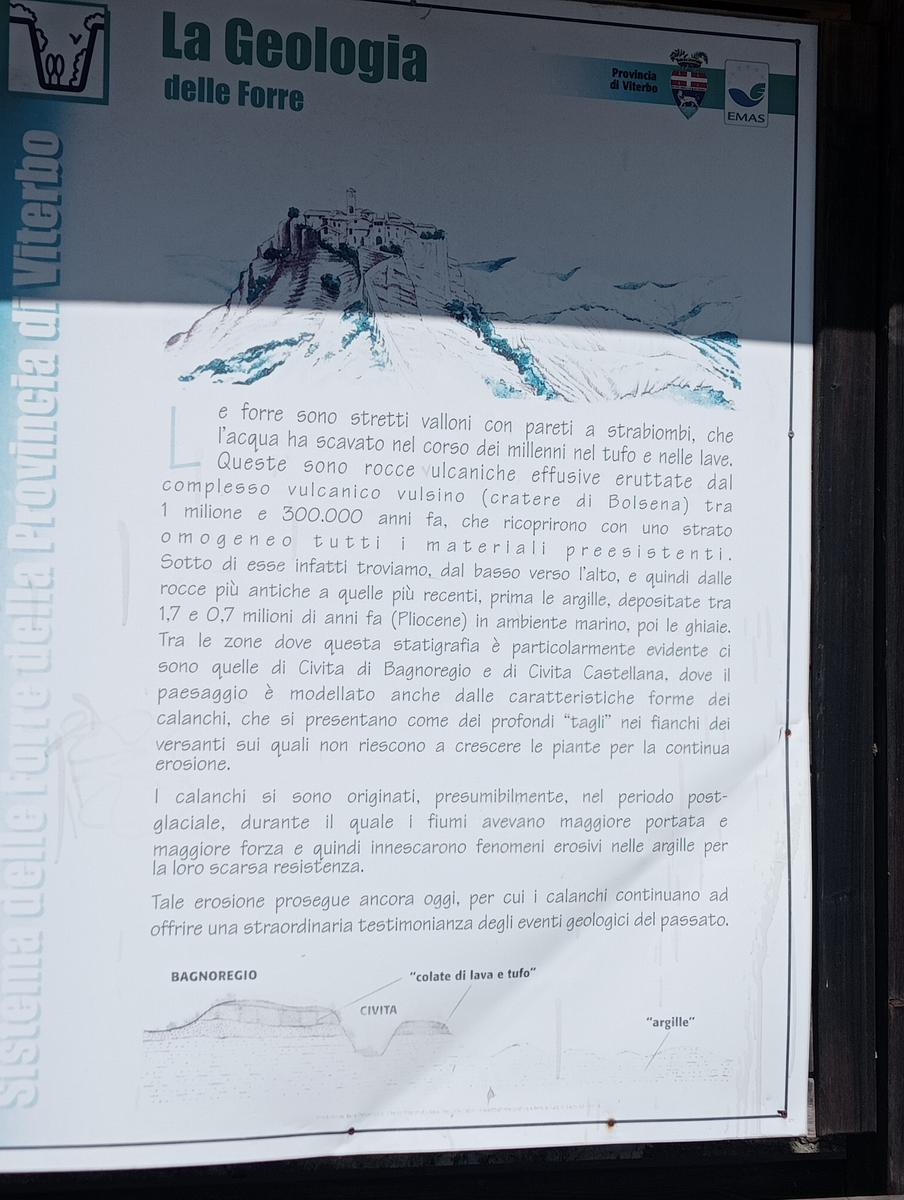 La Geologia
delle Forre
Provincia
di Viterbo
EMAS
Sistema delle Forre della Provincia di Viterbo
Le forre sono stretti valloni con pareti a strabiombi, che
l'acqua ha scavato nel corso dei millenni nel tufo e nelle lave.
Queste sono rocce vulcaniche effusive eruttate dal
complesso vulcanico vulsino (cratere di Bolsena) tra
1 milione e 300.000 anni fa, che ricoprirono con uno strato
omogeneo tutti i materiali preesistenti.
Sotto di esse infatti troviamo, dal basso verso l'alto, e quindi dalle
rocce più antiche a quelle più recenti, prima le argille, depositate tra
1,7 e 0,7 milioni di anni fa (Pliocene) in ambiente marino, poi le ghiaie.
Tra le zone dove questa statigrafia è particolarmente evidente ci
sono quelle di Civita di Bagnoregio e di Civita Castellana, dove il
paesaggio è modellato anche dalle caratteristiche forme dei
calanchi, che si presentano come dei profondi “tagli” nei fianchi dei
versanti sui quali non riescono a crescere le piante per la continua
erosione.
I calanchi si sono originati, presumibilmente, nel periodo post-
glaciale, durante il quale i fiumi avevano maggiore portata e
maggiore forza e quindi innescarono fenomeni erosivi nelle argille per
la loro scarsa resistenza.
Tale erosione prosegue ancora oggi, per cui i calanchi continuano ad
offrire una straordinaria testimonianza degli eventi geologici del passato.
BAGNOREGIO
“colate di lava e tufo”
CIVITA
“argille”